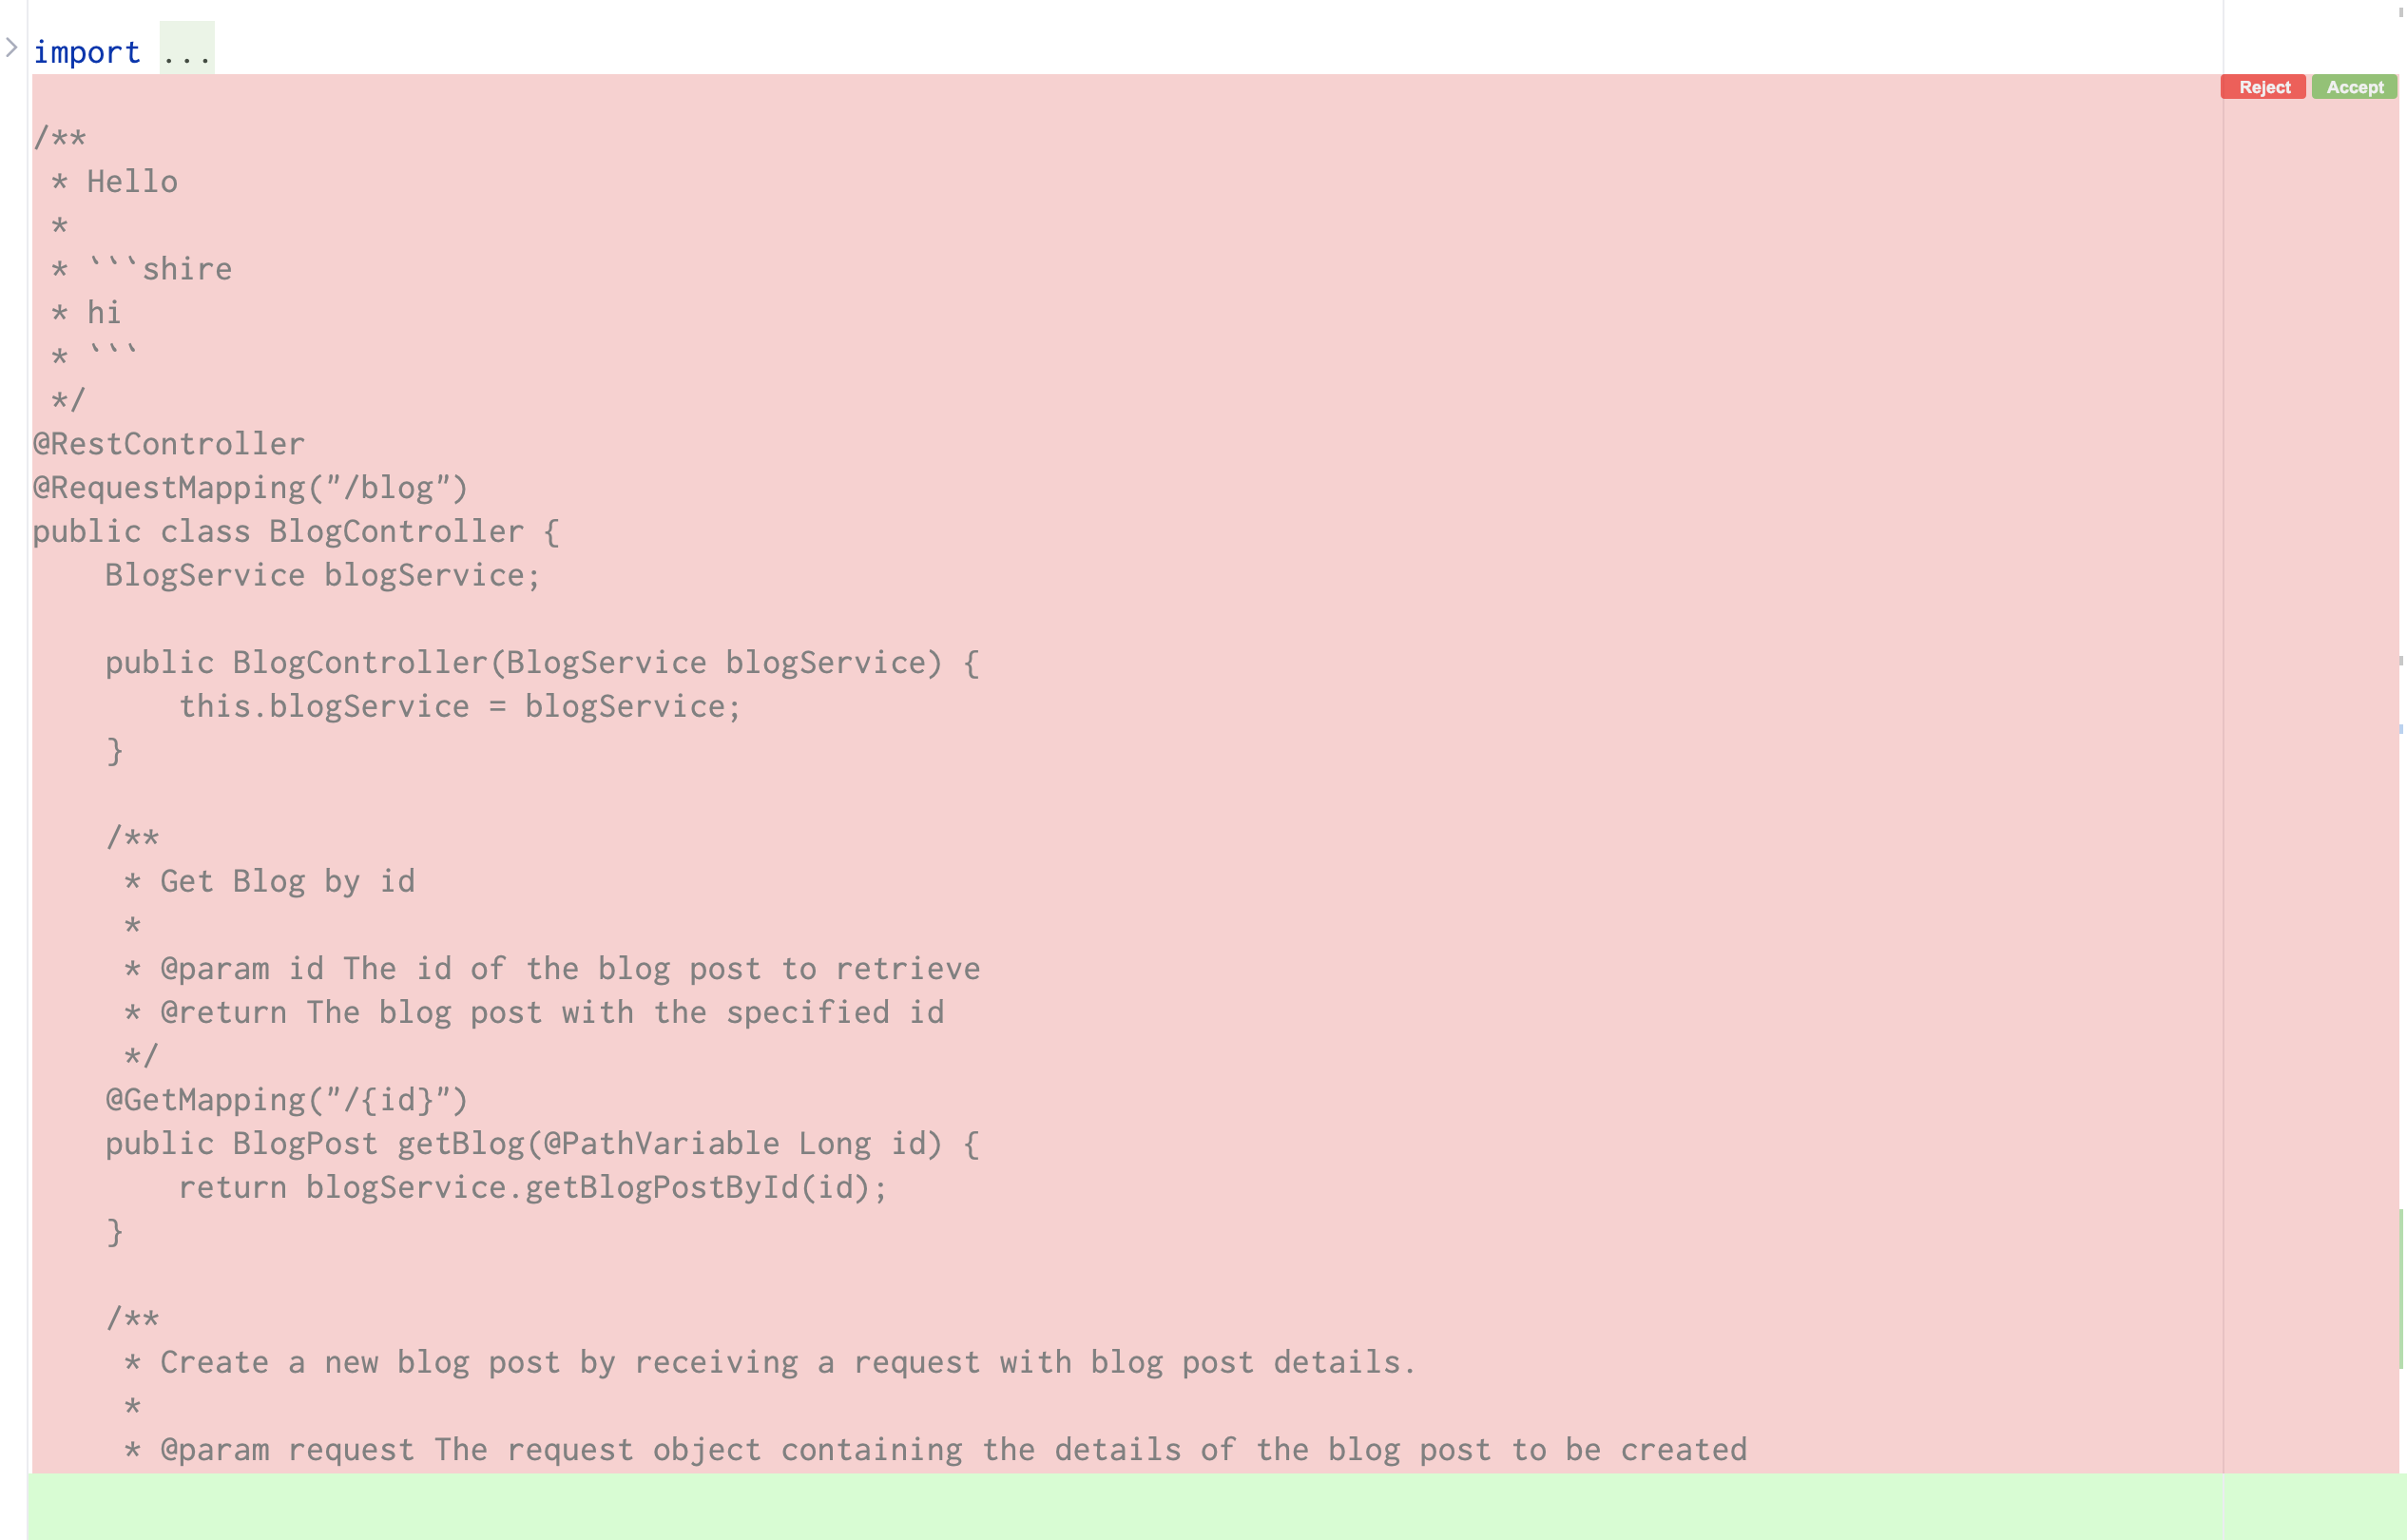 import ...
Reject Accept
/**
 * Hello
 *
 * ```shire
 * hi
 * ```
 */
@RestController
@RequestMapping("/blog")
public class BlogController {
    BlogService blogService;

    public BlogController(BlogService blogService) {
        this.blogService = blogService;
    }

    /**
     * Get Blog by id
     *
     * @param id The id of the blog post to retrieve
     * @return The blog post with the specified id
     */
    @GetMapping("/{id}")
    public BlogPost getBlog(@PathVariable Long id) {
        return blogService.getBlogPostById(id);
    }

    /**
     * Create a new blog post by receiving a request with blog post details.
     *
     * @param request The request object containing the details of the blog post to be created